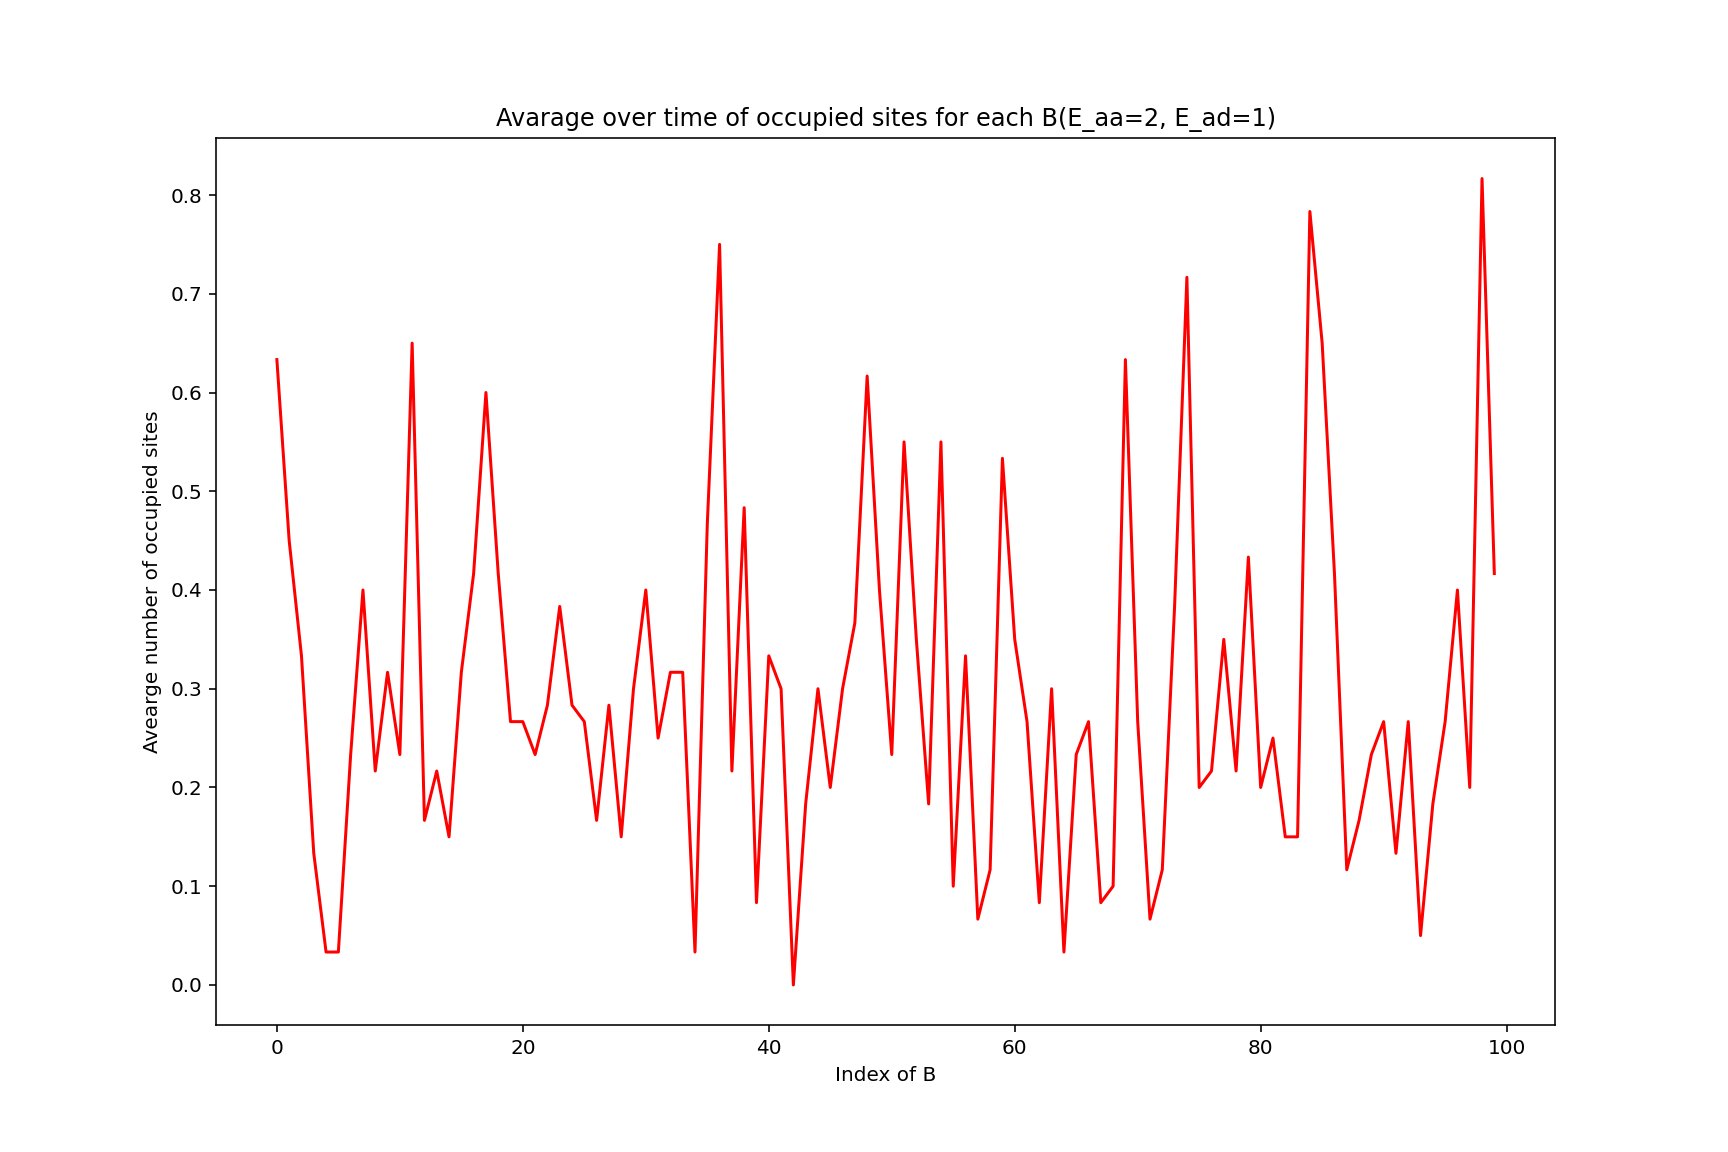 Avarage over time of occupied sites for each B(E_aa=2, E_ad=1)
Avearge number of occupied sites
0.8
0.7
0.6
0.5
0.4
0.3
0.2
0.1
0.0
0 20 40 60 80 100
Index of B